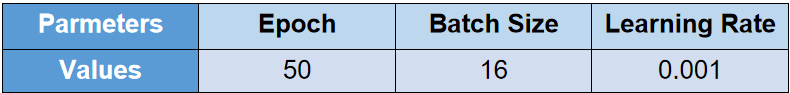 Parmeters Epoch Batch Size Learning Rate
Values 50 16 0.001